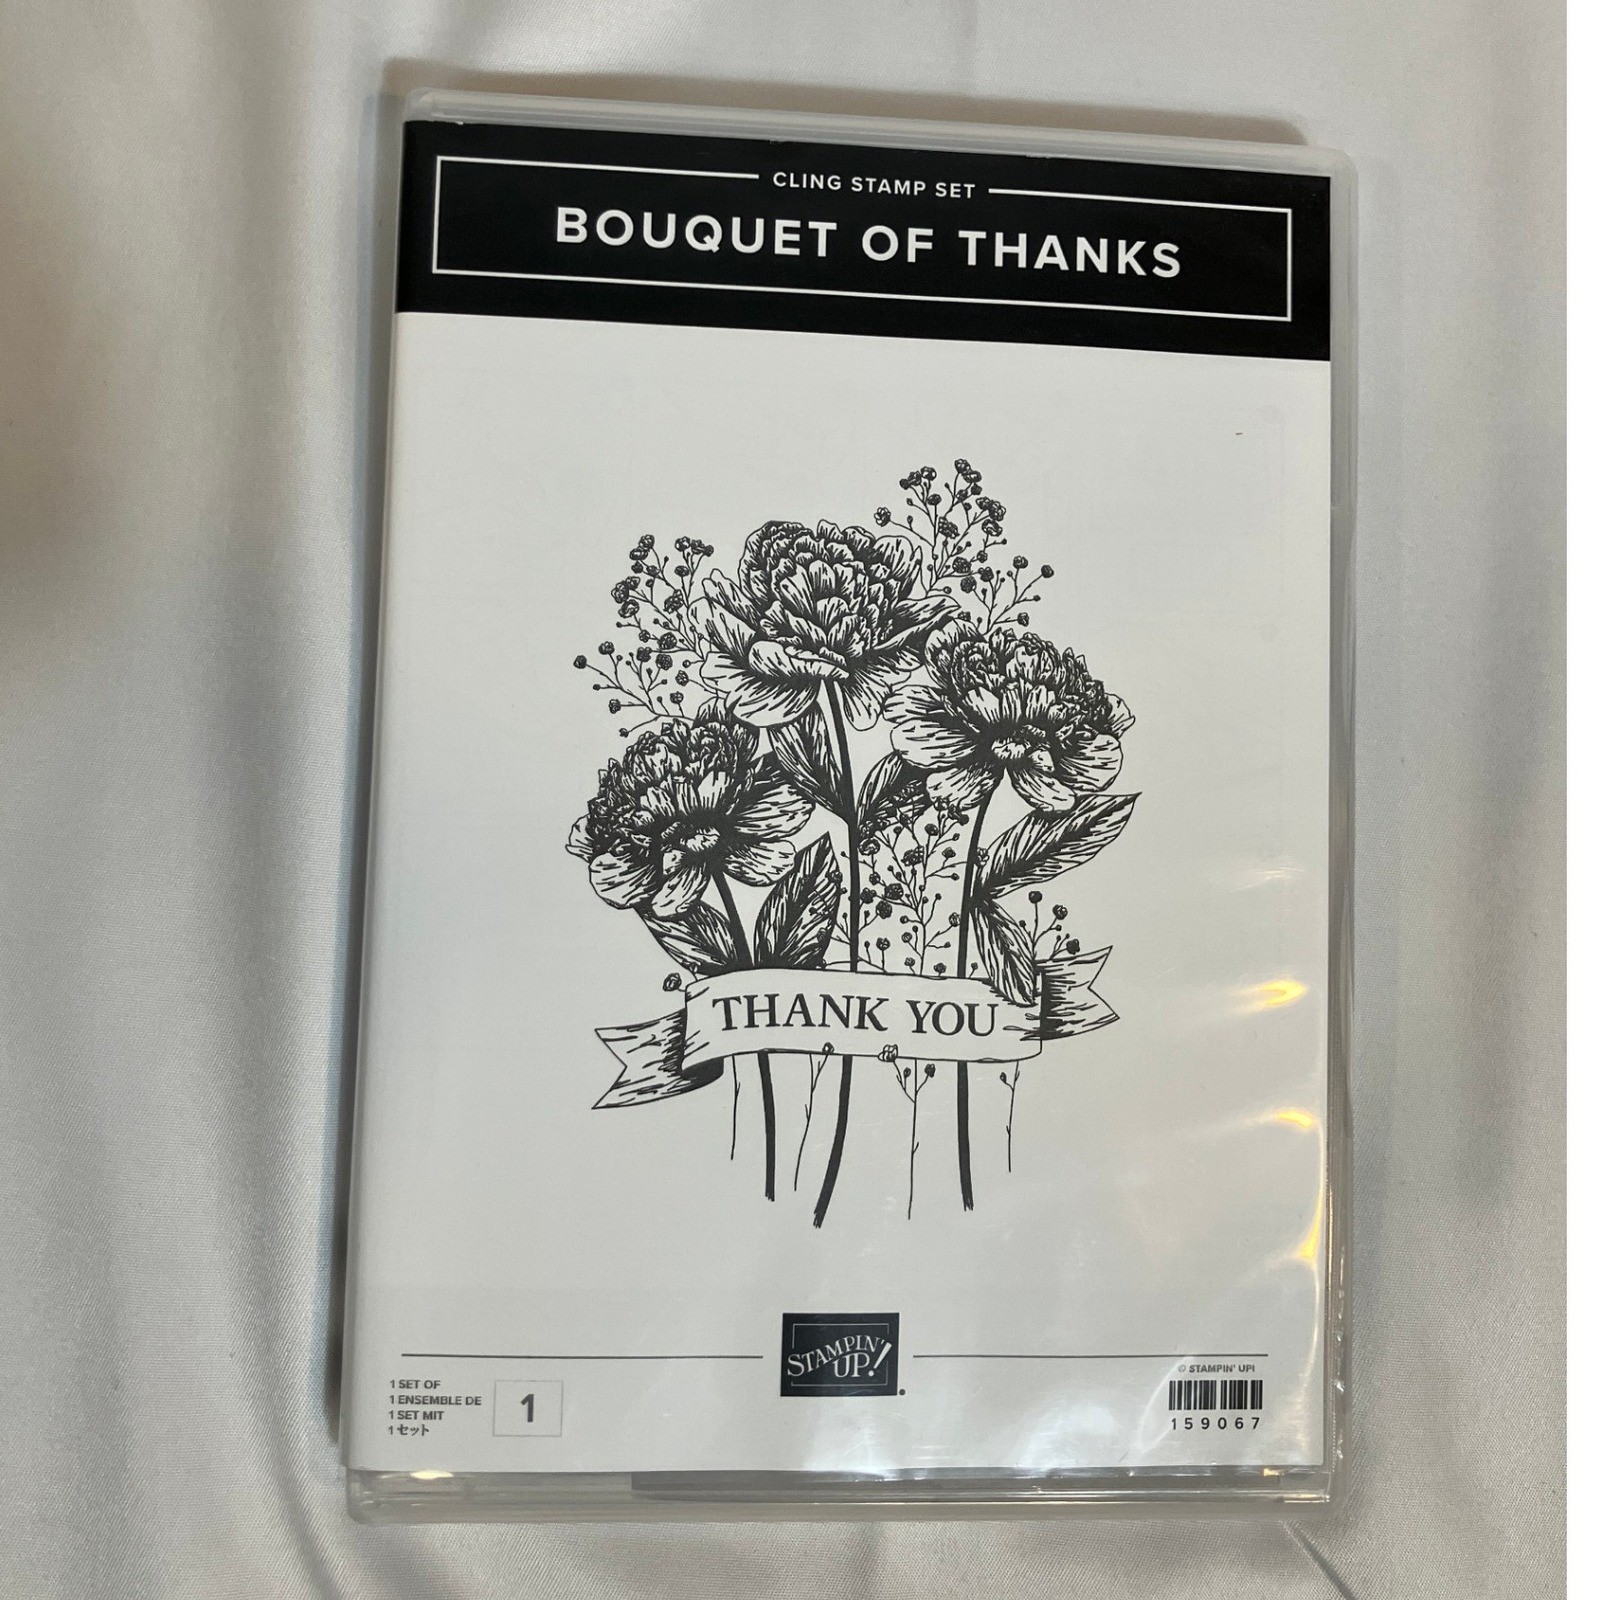 CLING STAMP SET
BOUQUET OF THANKS
THANK YOU
STAMPIN'
UP!
1 SET OF
1 ENSEMBLE DE
1 SET MIT
1 セット
1
© STAMPIN' UP!
159067